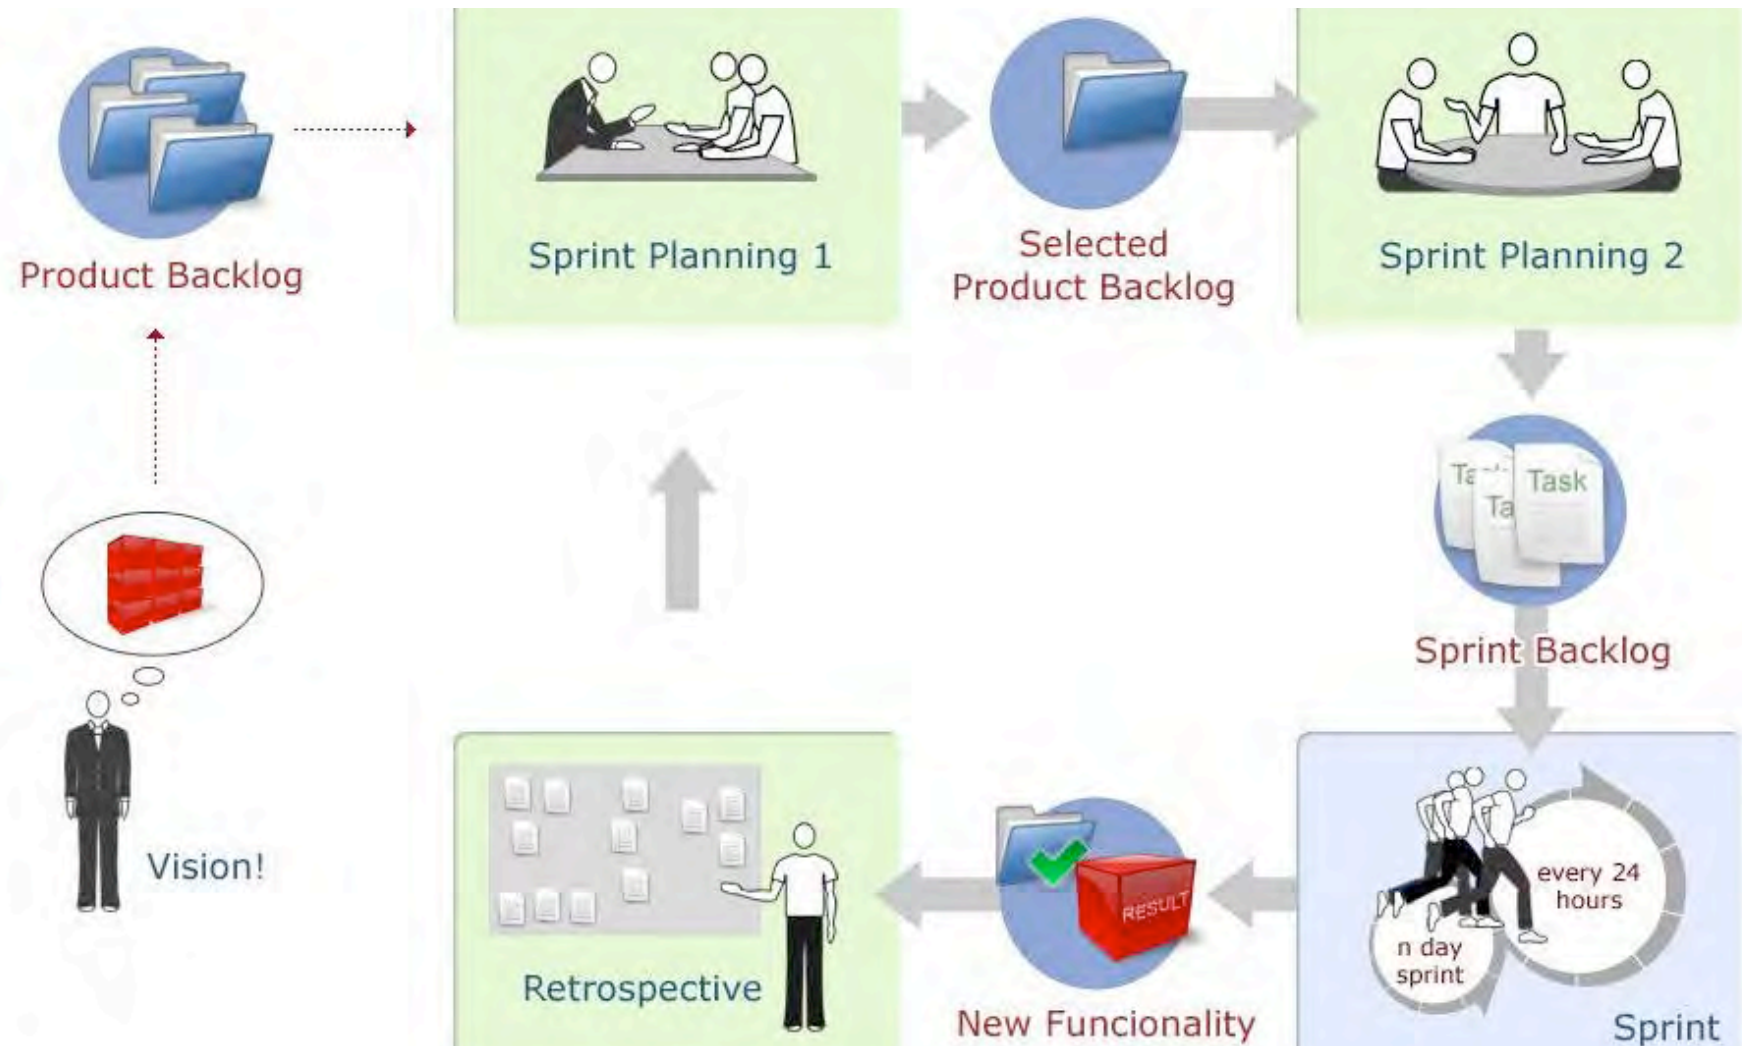 Product Backlog
Sprint Planning 1
Selected
Product Backlog
Sprint Planning 2
Task
Ta
Sprint Backlog
Vision!
Retrospective
RESULT
New Funcionality
every 24
hours
n day
sprint
Sprint